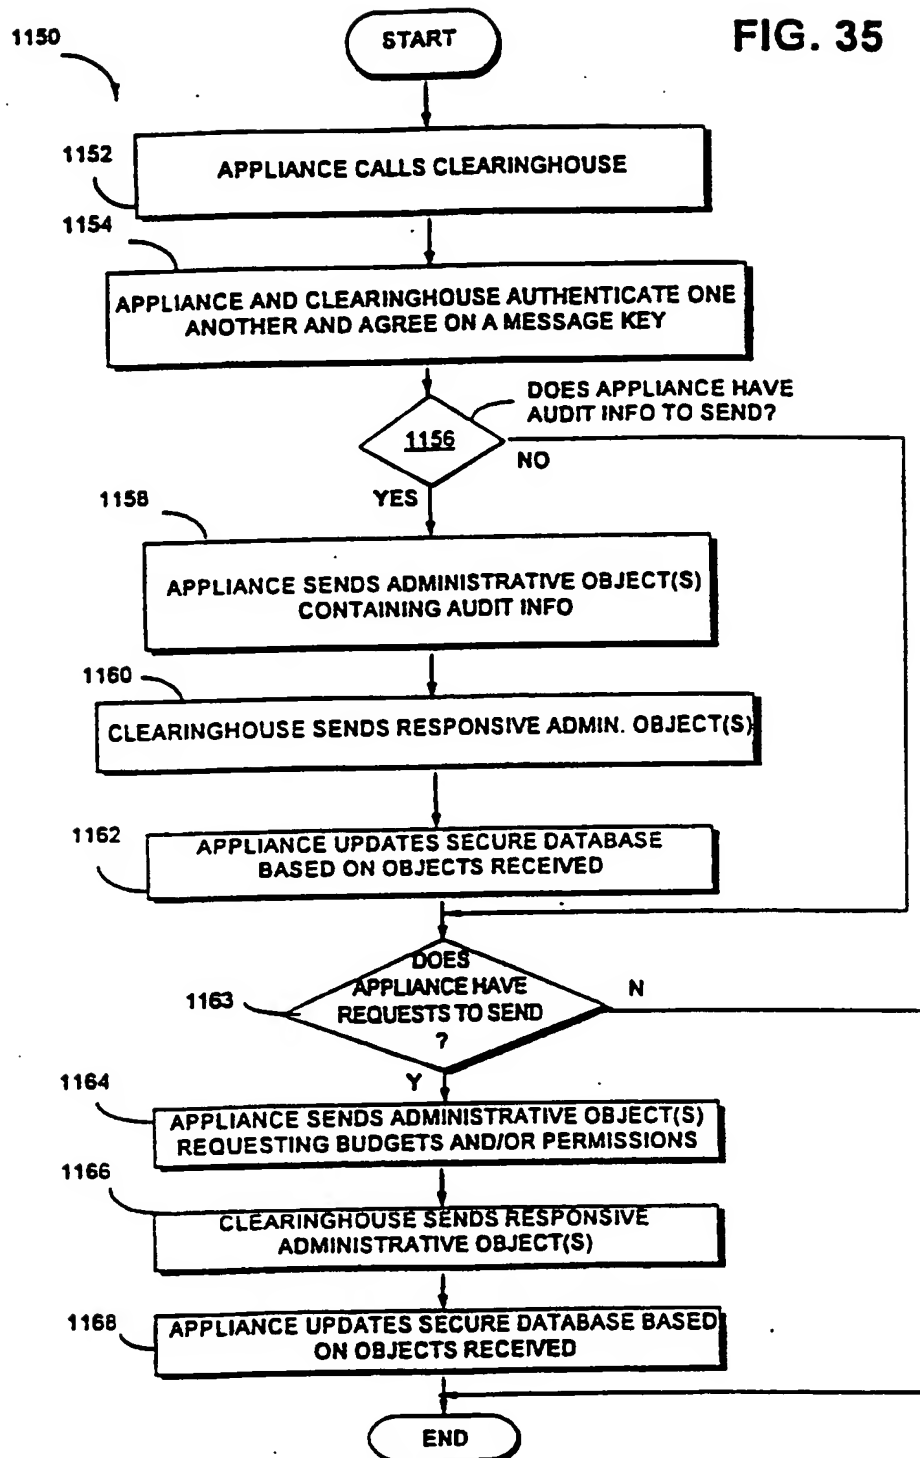 1150
START
FIG. 35
1152
APPLIANCE CALLS CLEARINGHOUSE
1154
APPLIANCE AND CLEARINGHOUSE AUTHENTICATE ONE
ANOTHER AND AGREE ON A MESSAGE KEY
DOES APPLIANCE HAVE
AUDIT INFO TO SEND?
1156
NO
YES
1158
APPLIANCE SENDS ADMINISTRATIVE OBJECT(S)
CONTAINING AUDIT INFO
1160
CLEARINGHOUSE SENDS RESPONSIVE ADMIN. OBJECT(S)
1162
APPLIANCE UPDATES SECURE DATABASE
BASED ON OBJECTS RECEIVED
DOES
APPLIANCE HAVE
REQUESTS TO SEND
?
1163
N
Y
1164
APPLIANCE SENDS ADMINISTRATIVE OBJECT(S)
REQUESTING BUDGETS AND/OR PERMISSIONS
1166
CLEARINGHOUSE SENDS RESPONSIVE
ADMINISTRATIVE OBJECT(S)
1168
APPLIANCE UPDATES SECURE DATABASE BASED
ON OBJECTS RECEIVED
END